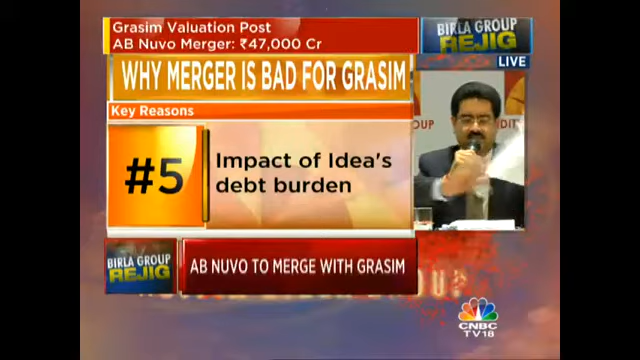 Grasim Valuation Post
AB Nuvo Merger: ₹47,000 Cr
BIRLA GROUP
REJIG
LIVE
WHY MERGER IS BAD FOR GRASIM
Key Reasons
#5
Impact of Idea's
debt burden
BIRLA GROUP
REJIG
AB NUVO TO MERGE WITH GRASIM
CNBC
TV18